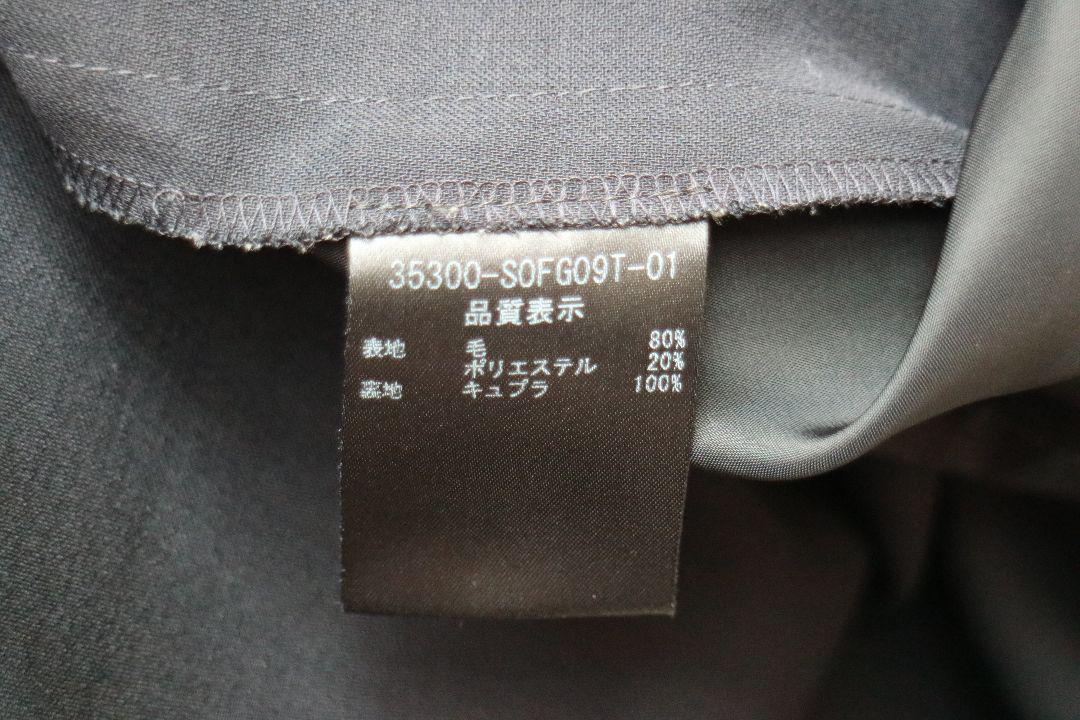 35300-S0FG09T-01
品質表示
表地 毛 80%
ポリエステル 20%
裏地 キュプラ 100%